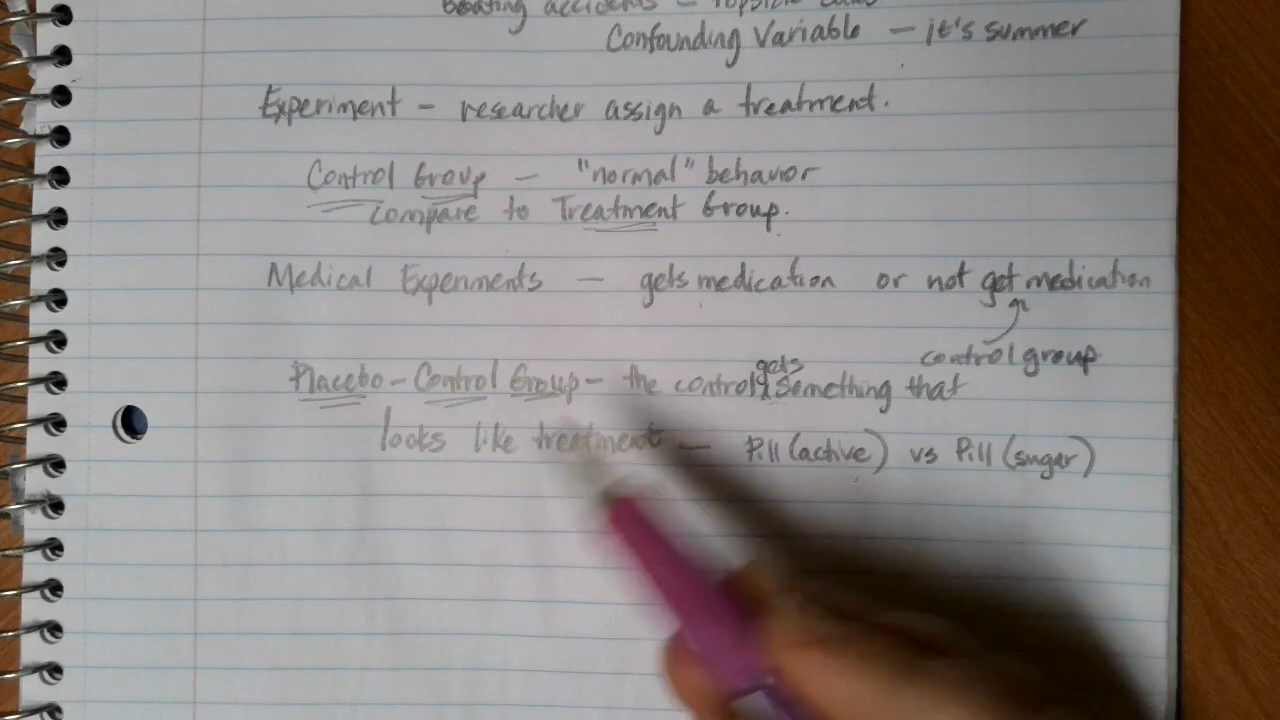 Boating accidents –
Confounding Variable – it's summer
Experiment – researcher assign a treatment.
Control Group – "normal" behavior
compare to Treatment Group.
Medical Experiments – gets medication or not get medication
control group
Placebo – Control Group – the control gets something that
looks like treatment – Pill (active) vs Pill (sugar)